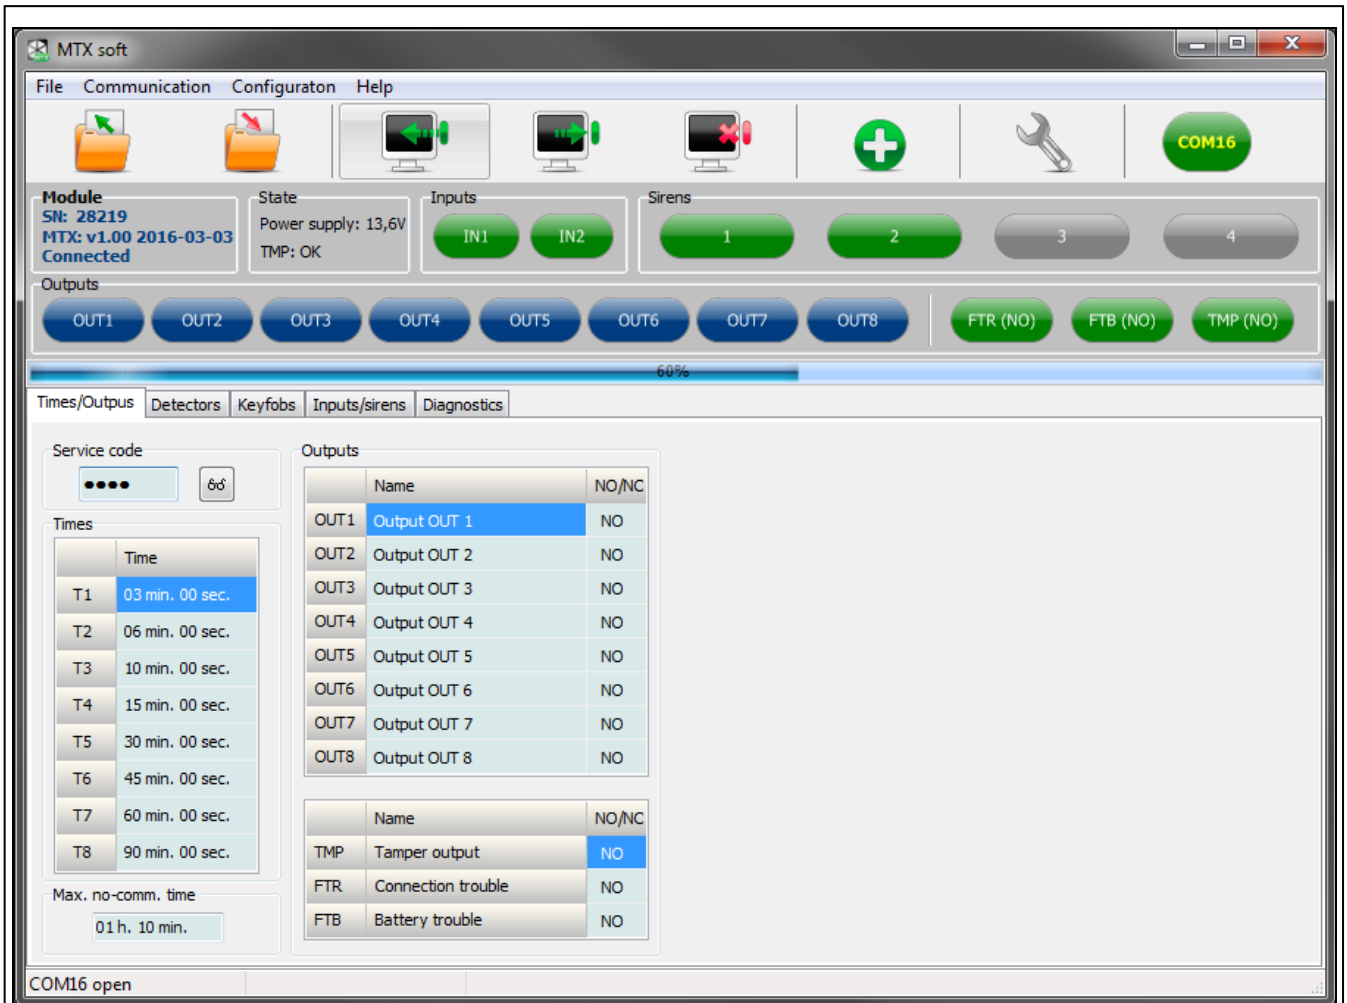 MTX soft
File Communication Configuraton Help
COM16
Module
SN: 28219
MTX: v1.00 2016-03-03
Connected
State
Power supply: 13,6V
TMP: OK
Inputs
IN1 IN2
Sirens
1 2 3 4
Outputs
OUT1 OUT2 OUT3 OUT4 OUT5 OUT6 OUT7 OUT8 FTR (NO) FTB (NO) TMP (NO)
60%
Times/Outpus Detectors Keyfobs Inputs/sirens Diagnostics
Service code
Times
Time
T1 03 min. 00 sec.
T2 06 min. 00 sec.
T3 10 min. 00 sec.
T4 15 min. 00 sec.
T5 30 min. 00 sec.
T6 45 min. 00 sec.
T7 60 min. 00 sec.
T8 90 min. 00 sec.
Max. no-comm. time
01 h. 10 min.
Outputs
Name NO/NC
OUT1 Output OUT 1 NO
OUT2 Output OUT 2 NO
OUT3 Output OUT 3 NO
OUT4 Output OUT 4 NO
OUT5 Output OUT 5 NO
OUT6 Output OUT 6 NO
OUT7 Output OUT 7 NO
OUT8 Output OUT 8 NO
Name NO/NC
TMP Tamper output NO
FTR Connection trouble NO
FTB Battery trouble NO
COM16 open